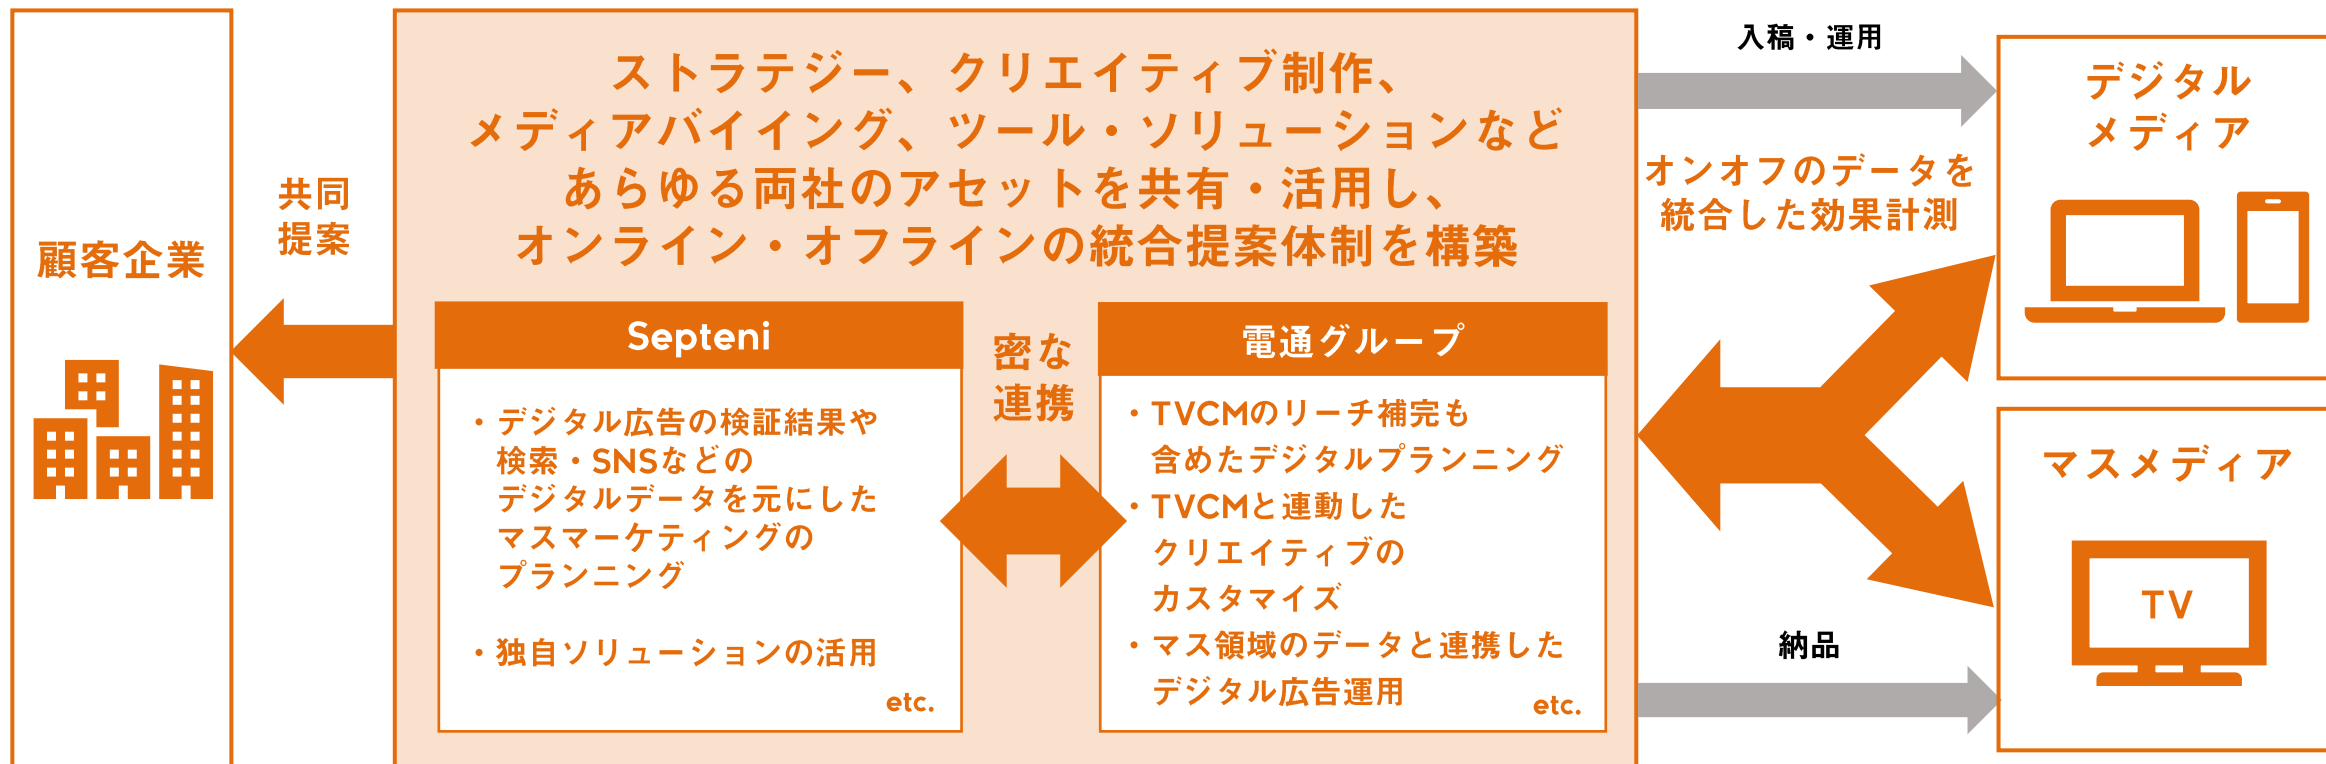 顧客企業
共同
提案
ストラテジー、クリエイティブ制作、
メディアバイイング、ツール・ソリューションなど
あらゆる両社のアセットを共有・活用し、
オンライン・オフラインの統合提案体制を構築
Septeni
・デジタル広告の検証結果や
検索・SNSなどの
デジタルデータを元にした
マスマーケティングの
プランニング
・独自ソリューションの活用
etc.
密な
連携
電通グループ
・TVCMのリーチ補完も
含めたデジタルプランニング
・TVCMと連動した
クリエイティブの
カスタマイズ
・マス領域のデータと連携した
デジタル広告運用
etc.
入稿・運用
オンオフのデータを
統合した効果計測
納品
デジタル
メディア
マスメディア
TV